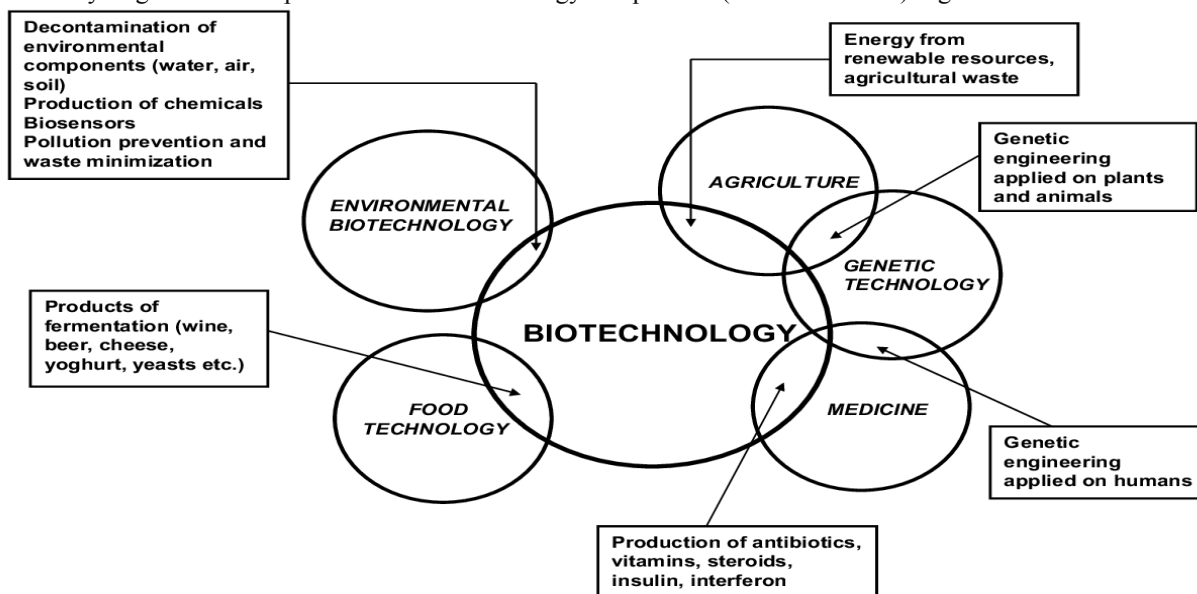 Decontamination of
environmental
components (water, air,
soil)
Production of chemicals
Biosensors
Pollution prevention and
waste minimization
Energy from
renewable resources,
agricultural waste
Genetic
engineering
applied on plants
and animals
AGRICULTURE
ENVIRONMENTAL
BIOTECHNOLOGY
GENETIC
TECHNOLOGY
Products of
fermentation (wine,
beer, cheese,
yoghurt, yeasts etc.)
BIOTECHNOLOGY
FOOD
TECHNOLOGY
MEDICINE
Genetic
engineering
applied on humans
Production of antibiotics,
vitamins, steroids,
insulin, interferon